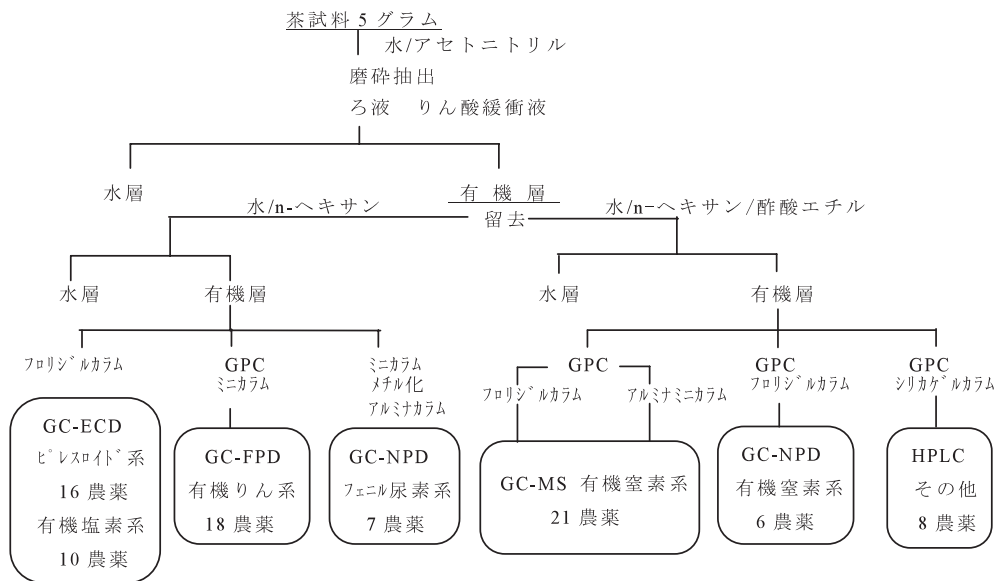 茶試料 5 グラム
水/アセトニトリル
磨砕抽出
ろ液 りん酸緩衝液
水層
有機層
水/n-ヘキサン
留去
水/n-ヘキサン/酢酸エチル
水層
有機層
水層
有機層
フロリジルカラム
GPC
ミニカラム
ミニカラム
メチル化
アルミナカラム
GPC
フロリジルカラム
アルミナミニカラム
GPC
フロリジルカラム
GPC
シリカゲルカラム
GC-ECD
ピレスロイド系
16 農薬
有機塩素系
10 農薬
GC-FPD
有機りん系
18 農薬
GC-NPD
フェニル尿素系
7 農薬
GC-MS 有機窒素系
21 農薬
GC-NPD
有機窒素系
6 農薬
HPLC
その他
8 農薬